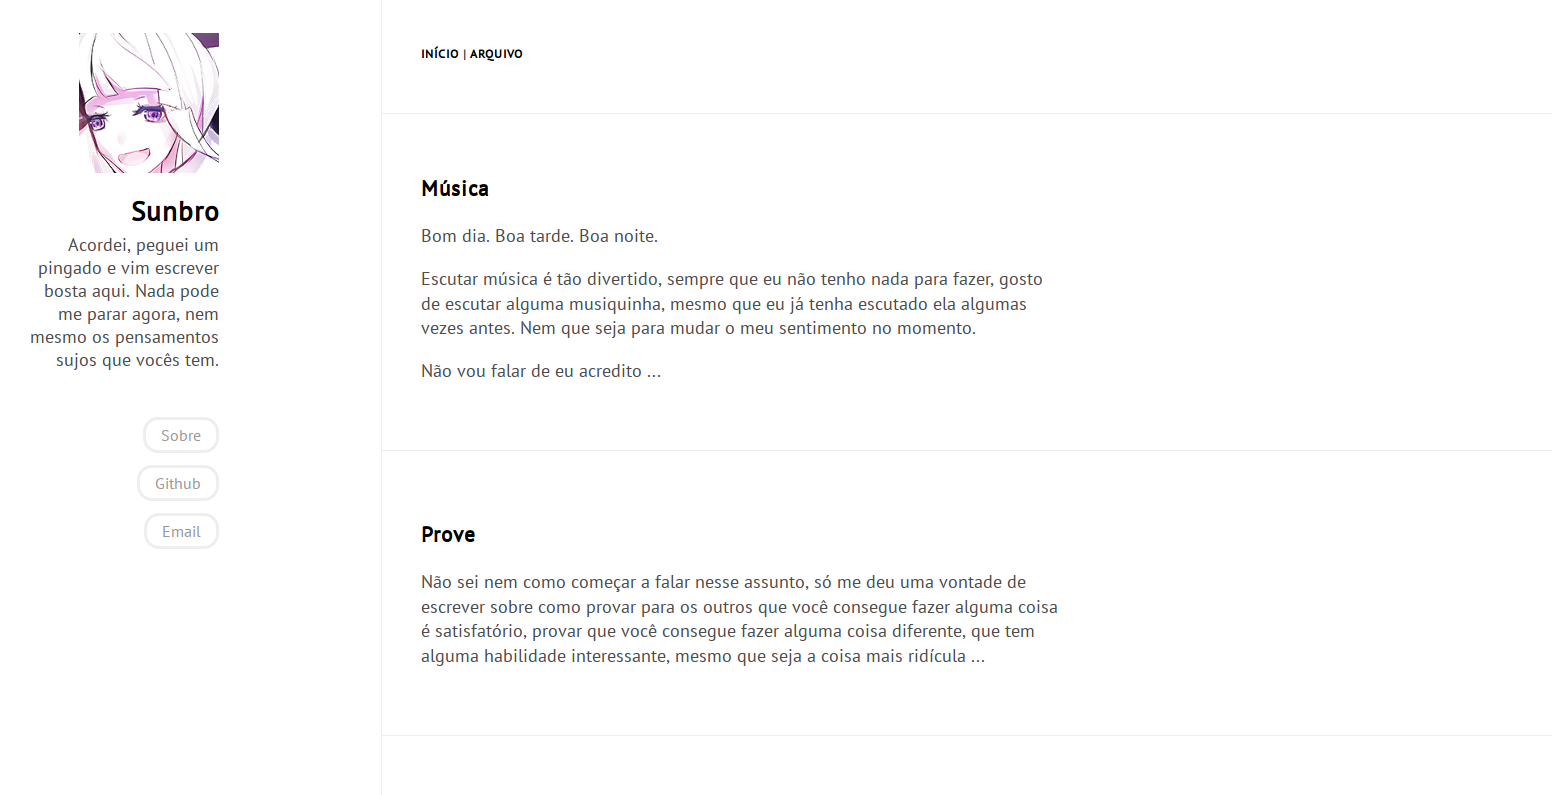 Sunbro
Acordei, peguei um
pingado e vim escrever
bosta aqui. Nada pode
me parar agora, nem
mesmo os pensamentos
sujos que vocês tem.
Sobre
Github
Email
INÍCIO | ARQUIVO
Música
Bom dia. Boa tarde. Boa noite.
Escutar música é tão divertido, sempre que eu não tenho nada para fazer, gosto
de escutar alguma musiquinha, mesmo que eu já tenha escutado ela algumas
vezes antes. Nem que seja para mudar o meu sentimento no momento.
Não vou falar de eu acredito ...
Prove
Não sei nem como começar a falar nesse assunto, só me deu uma vontade de
escrever sobre como provar para os outros que você consegue fazer alguma coisa
é satisfatório, provar que você consegue fazer alguma coisa diferente, que tem
alguma habilidade interessante, mesmo que seja a coisa mais ridícula ...